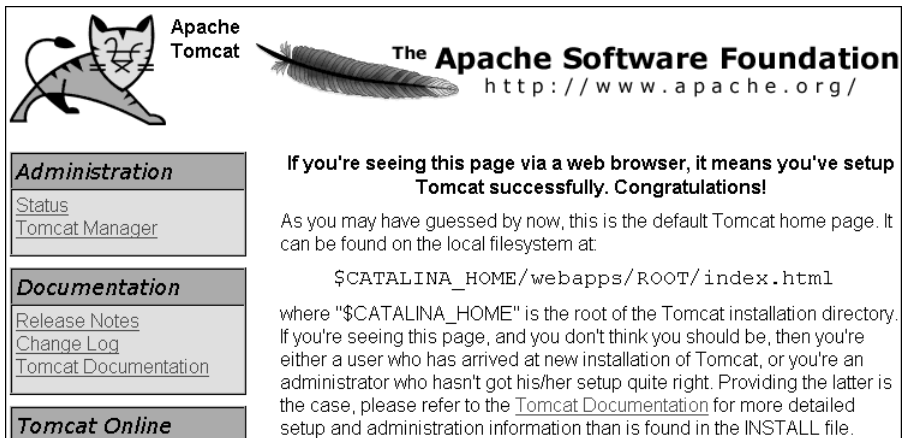 Apache
Tomcat
The Apache Software Foundation
http://www.apache.org/
Administration
Status
Tomcat Manager
Documentation
Release Notes
Change Log
Tomcat Documentation
Tomcat Online
If you're seeing this page via a web browser, it means you've setup
Tomcat successfully. Congratulations!
As you may have guessed by now, this is the default Tomcat home page. It
can be found on the local filesystem at:
$CATALINA_HOME/webapps/ROOT/index.html
where "$CATALINA_HOME" is the root of the Tomcat installation directory.
If you're seeing this page, and you don't think you should be, then you're
either a user who has arrived at new installation of Tomcat, or you're an
administrator who hasn't got his/her setup quite right. Providing the latter is
the case, please refer to the Tomcat Documentation for more detailed
setup and administration information than is found in the INSTALL file.